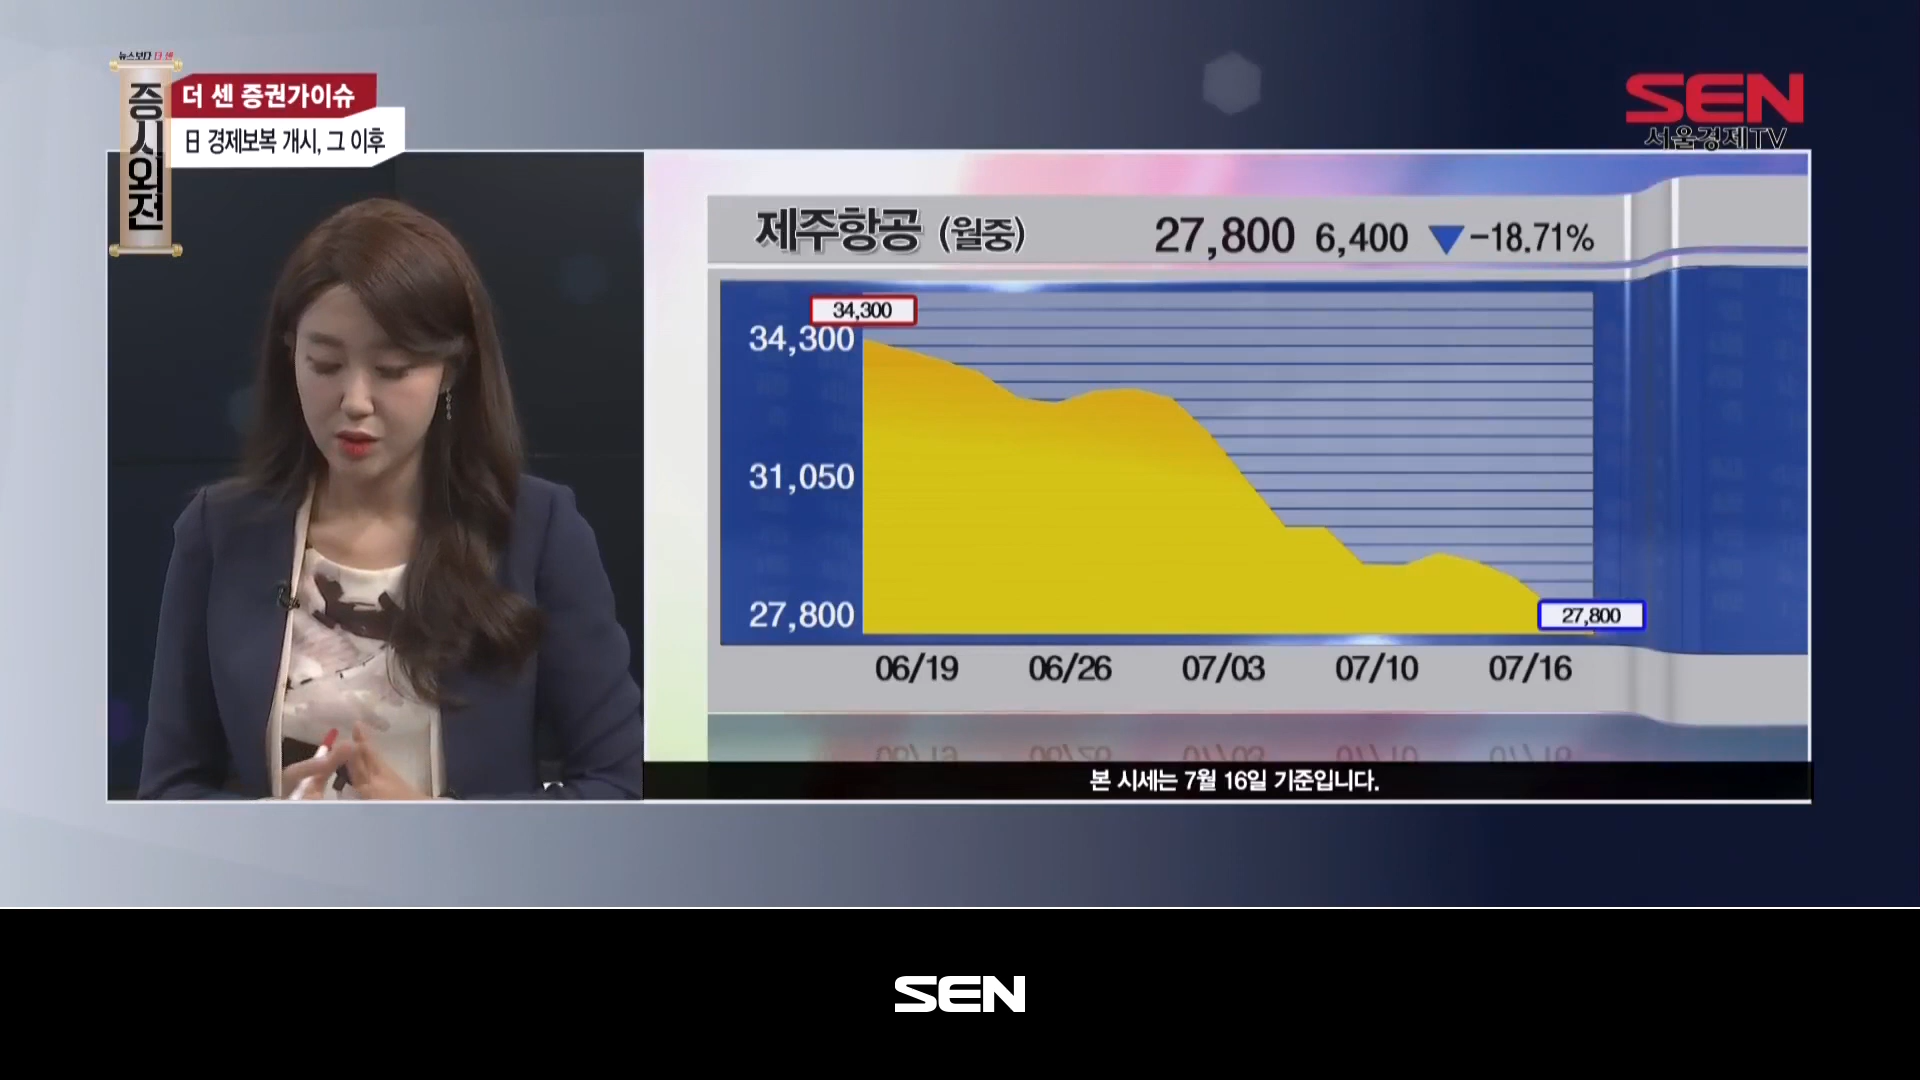 뉴스보다 더 센
증시외전
더 센 증권가이슈
日 경제보복 개시, 그 이후
SEN
서울경제TV
제주항공 (월중) 27,800 6,400 ▼-18.71%
34,300
34,300
31,050
27,800
27,800
06/19 06/26 07/03 07/10 07/16
본 시세는 7월 16일 기준입니다.
SEN